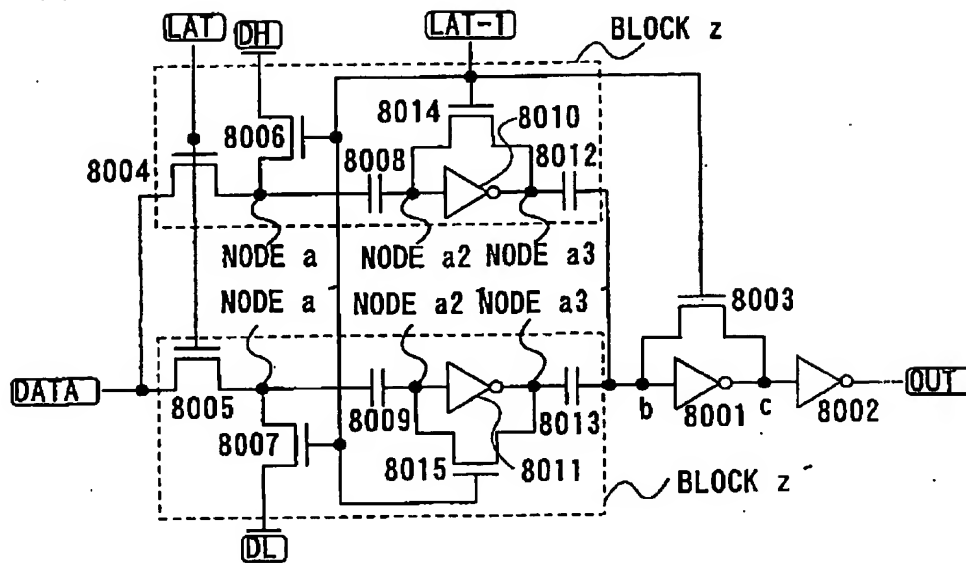 LAT
DH
LAT-1
BLOCK z
8014
8010
8006
8008
8012
8004
NODE a
NODE a2
NODE a3
NODE a'
NODE a2'
NODE a3'
8003
DATA
8005
8009
8013
b
8001
c
8002
OUT
8007
8015
8011
BLOCK z'
DL